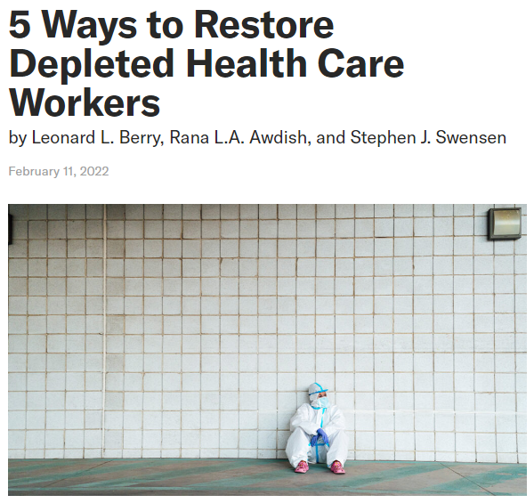 5 Ways to Restore
Depleted Health Care
Workers
by Leonard L. Berry, Rana L.A. Awdish, and Stephen J. Swensen
February 11, 2022